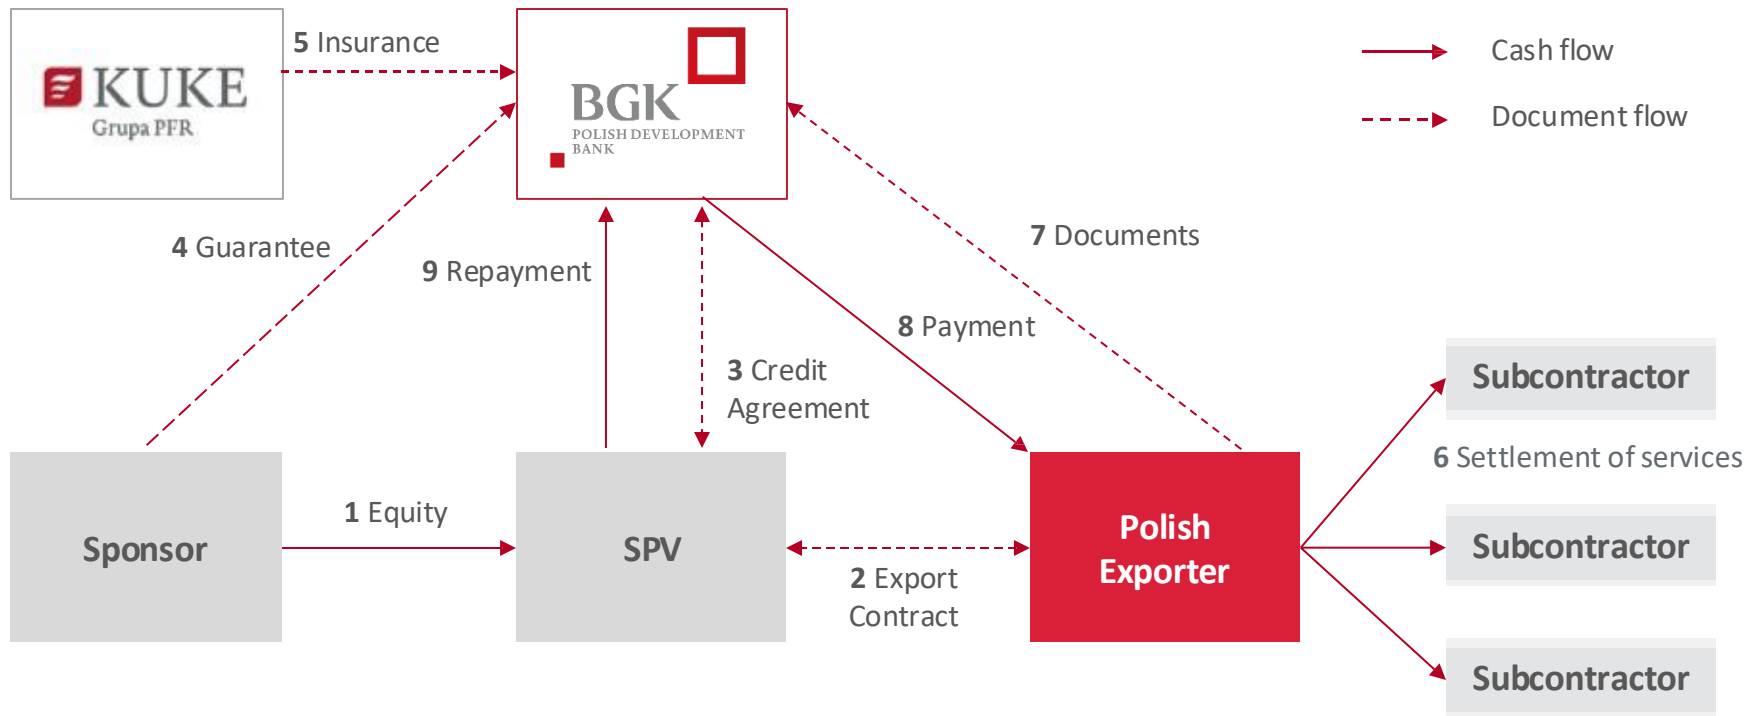 5 Insurance
KUKE
Grupa PFR
BGK
POLISH DEVELOPMENT
BANK
Cash flow
Document flow
4 Guarantee
9 Repayment
7 Documents
8 Payment
3 Credit
Agreement
Subcontractor
6 Settlement of services
1 Equity
Sponsor
SPV
2 Export
Contract
Polish
Exporter
Subcontractor
Subcontractor